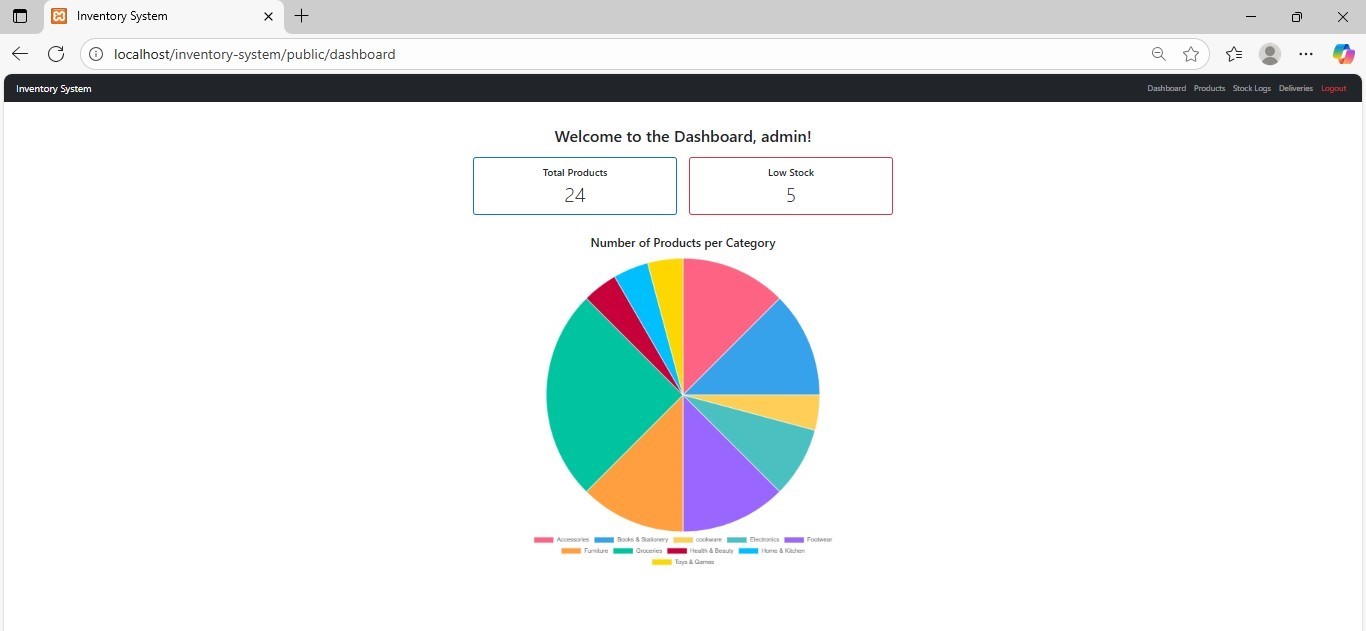 Inventory System
localhost/inventory-system/public/dashboard
Inventory System Dashboard Products Stock Logs Deliveries Logout
Welcome to the Dashboard, admin!
Total Products Low Stock
24 5
Number of Products per Category
Accessories Books & Stationery cookware Electronics Footwear
Furniture Groceries Health & Beauty Home & Kitchen
Toys & Games